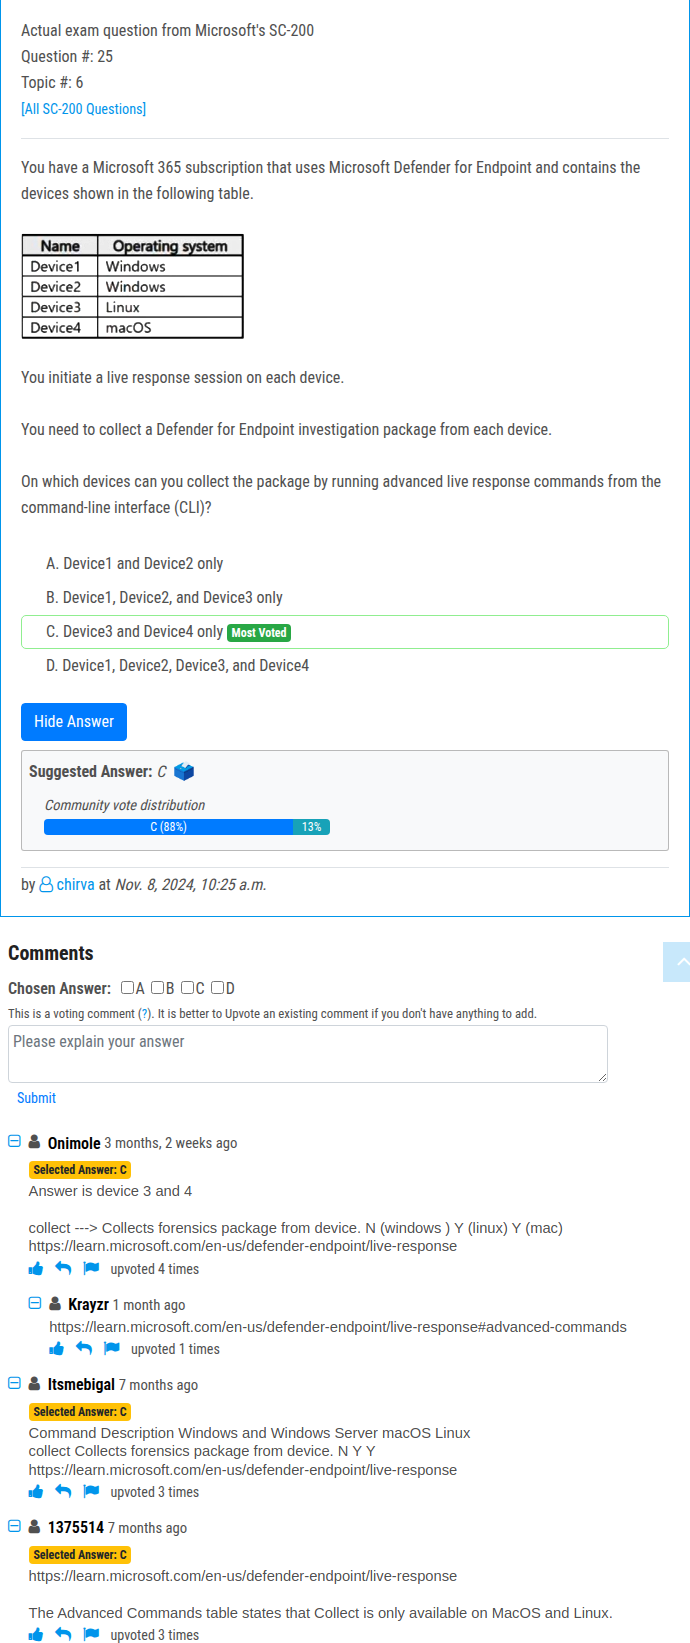 Actual exam question from Microsoft's SC-200
Question #: 25
Topic #: 6
[All SC-200 Questions]
You have a Microsoft 365 subscription that uses Microsoft Defender for Endpoint and contains the
devices shown in the following table.
Name Operating system
Device1 Windows
Device2 Windows
Device3 Linux
Device4 macOS
You initiate a live response session on each device.
You need to collect a Defender for Endpoint investigation package from each device.
On which devices can you collect the package by running advanced live response commands from the
command-line interface (CLI)?
A. Device1 and Device2 only
B. Device1, Device2, and Device3 only
C. Device3 and Device4 only Most Voted
D. Device1, Device2, Device3, and Device4
Hide Answer
Suggested Answer: C
Community vote distribution
C (88%) 13%
by chirva at Nov. 8, 2024, 10:25 a.m.
Comments
Chosen Answer: A B C D
This is a voting comment (?). It is better to Upvote an existing comment if you don't have anything to add.
Please explain your answer
Submit
Onimole 3 months, 2 weeks ago
Selected Answer: C
Answer is device 3 and 4
collect ---> Collects forensics package from device. N (windows ) Y (linux) Y (mac)
https://learn.microsoft.com/en-us/defender-endpoint/live-response
upvoted 4 times
Krayzr 1 month ago
https://learn.microsoft.com/en-us/defender-endpoint/live-response#advanced-commands
upvoted 1 times
Itsmebigal 7 months ago
Selected Answer: C
Command Description Windows and Windows Server macOS Linux
collect Collects forensics package from device. N Y Y
https://learn.microsoft.com/en-us/defender-endpoint/live-response
upvoted 3 times
1375514 7 months ago
Selected Answer: C
https://learn.microsoft.com/en-us/defender-endpoint/live-response
The Advanced Commands table states that Collect is only available on MacOS and Linux.
upvoted 3 times